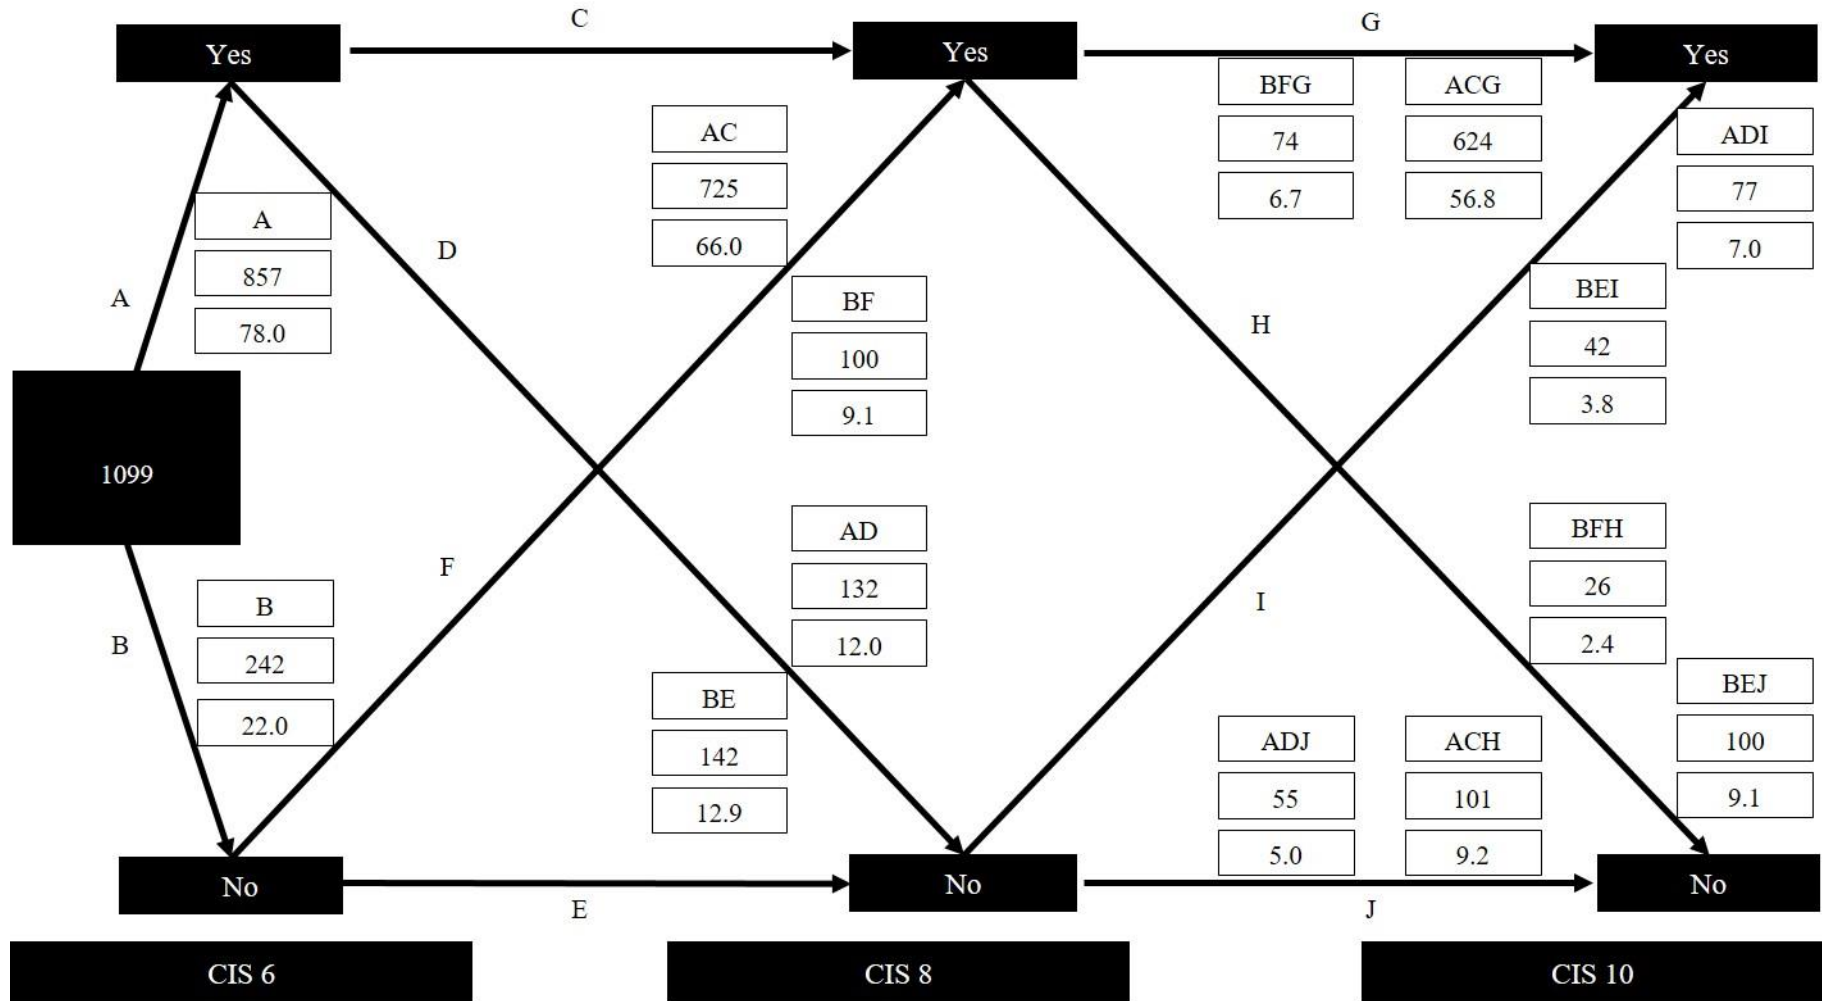 C
G
Yes
Yes
Yes
BFG
ACG
74
624
6.7
56.8
AC
725
66.0
ADI
77
7.0
A
857
78.0
D
A
BF
100
9.1
H
BEI
42
3.8
1099
F
AD
132
12.0
I
BFH
26
2.4
B
B
242
22.0
BE
142
12.9
ADJ
ACH
55
101
5.0
9.2
BEJ
100
9.1
No
No
No
E
J
CIS 6
CIS 8
CIS 10